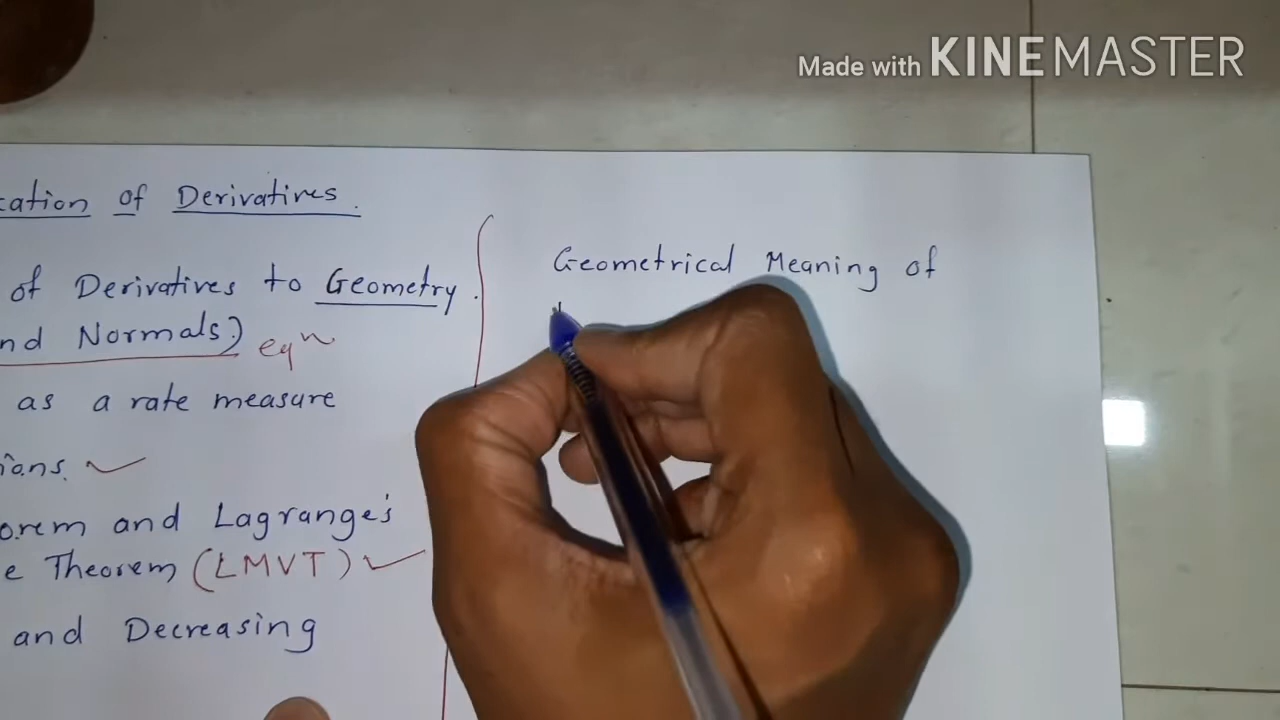 Made with KINEMASTER
cation of Derivatives.
of Derivatives to Geometry.
nd Normals) eqn
as a rate measure
ions.
orem and Lagrange's
e Theorem (LMVT)
and Decreasing
Geometrical Meaning of